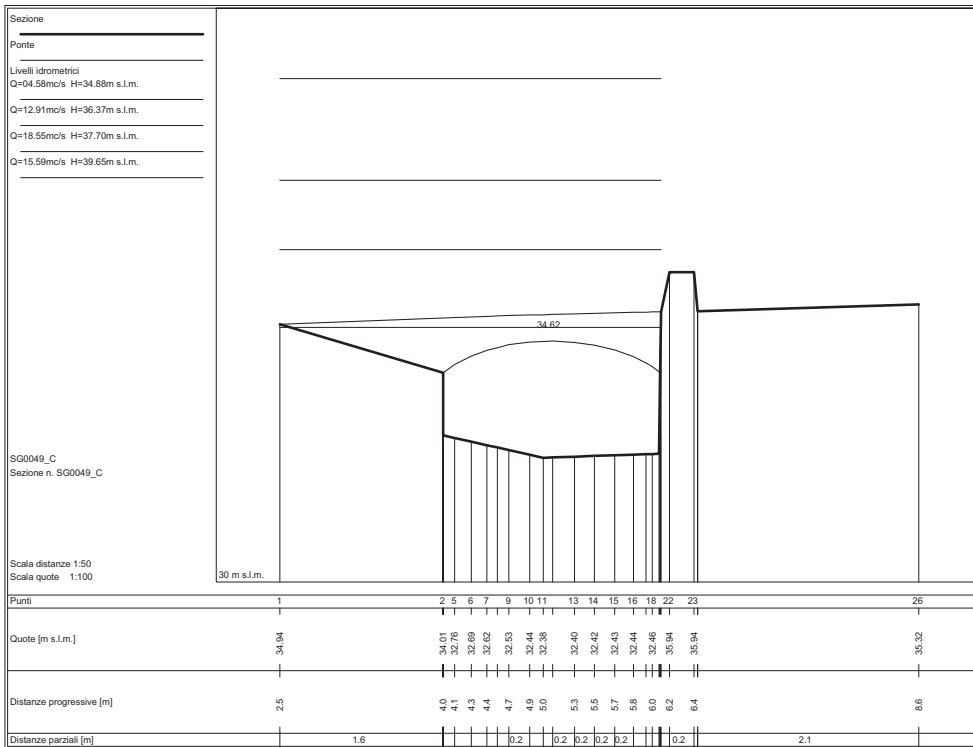 Sezione
Ponte
Livelli idrometrici
Q=04.58mc/s H=34.88m s.l.m.
Q=12.91mc/s H=36.37m s.l.m.
Q=18.55mc/s H=37.70m s.l.m.
Q=15.59mc/s H=39.65m s.l.m.
34.62
SG0049_C
Sezione n. SG0049_C
Scala distanze 1:50
Scala quote 1:100
30 m s.l.m.
Punti 1 2 5 6 7 9 10 11 13 14 15 16 18 22 23 26
Quote [m s.l.m.] 34.94 34.01 32.76 32.69 32.62 32.53 32.44 32.38 32.40 32.42 32.43 32.44 32.46 35.94 35.94 35.32
Distanze progressive [m] 2.5 4.0 4.1 4.3 4.4 4.7 4.9 5.0 5.3 5.5 5.7 5.8 6.0 6.2 6.4 8.6
Distanze parziali [m] 1.6 0.2 0.2 0.2 0.2 0.2 0.2 2.1